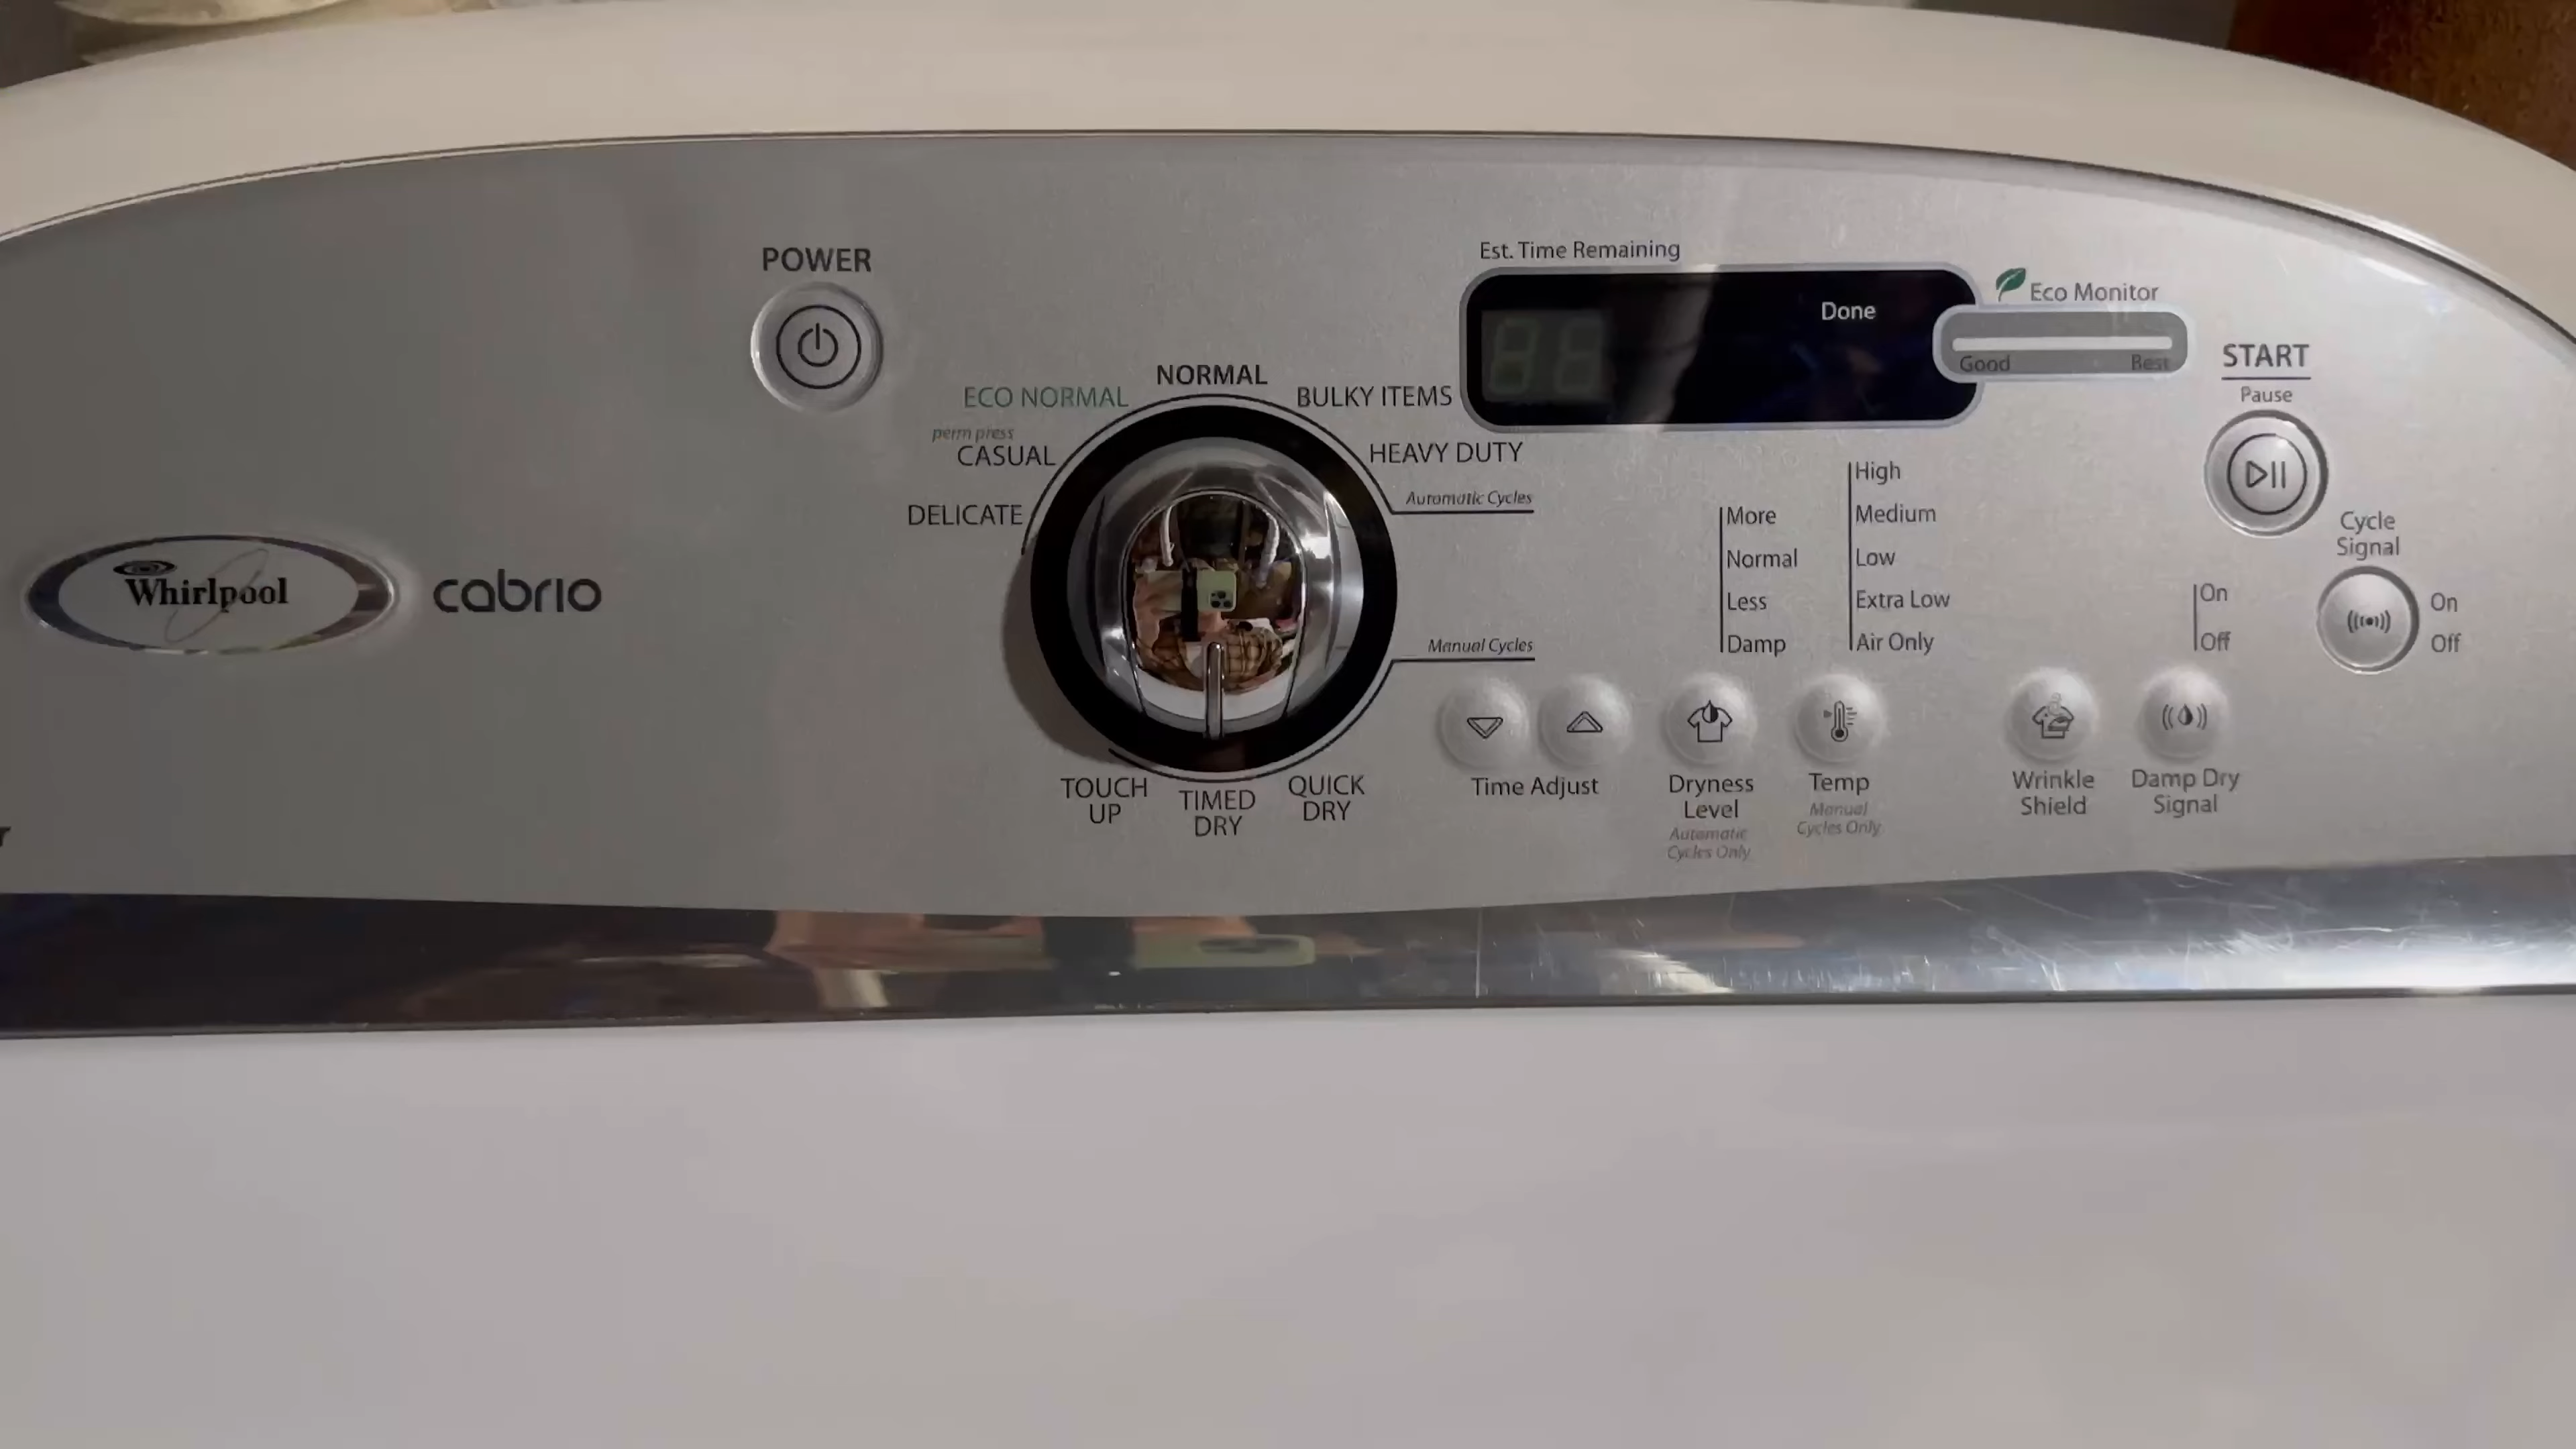 POWER
Est. Time Remaining
Done
Eco Monitor
Good
Best
START
Pause
NORMAL
ECO NORMAL
BULKY ITEMS
perm press
CASUAL
HEAVY DUTY
DELICATE
Automatic Cycles
Manual Cycles
Whirlpool
cabrio
TOUCH
UP
TIMED
DRY
QUICK
DRY
More
Normal
Less
Damp
High
Medium
Low
Extra Low
Air Only
On
Off
Cycle
Signal
On
Off
Time Adjust
Dryness
Level
Automatic
Cycles Only
Temp
Manual
Cycles Only
Wrinkle
Shield
Damp Dry
Signal